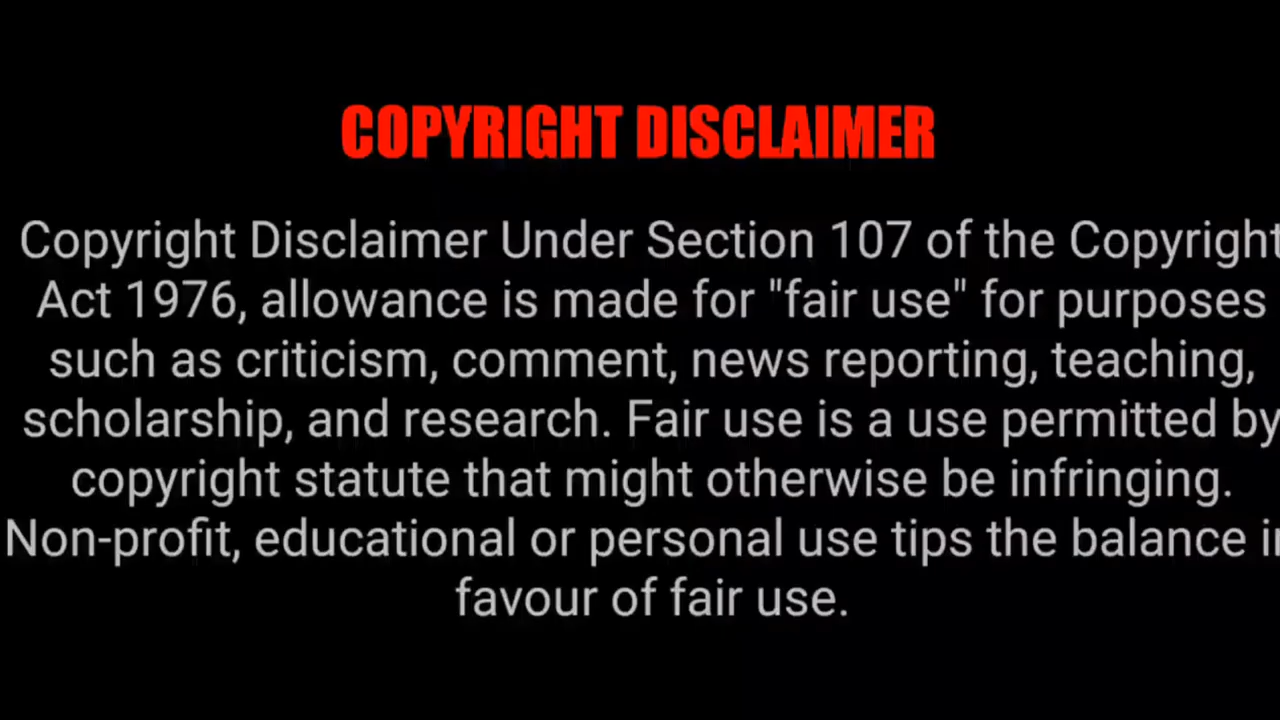 COPYRIGHT DISCLAIMER
Copyright Disclaimer Under Section 107 of the Copyright
Act 1976, allowance is made for "fair use" for purposes
such as criticism, comment, news reporting, teaching,
scholarship, and research. Fair use is a use permitted by
copyright statute that might otherwise be infringing.
Non-profit, educational or personal use tips the balance in
favour of fair use.